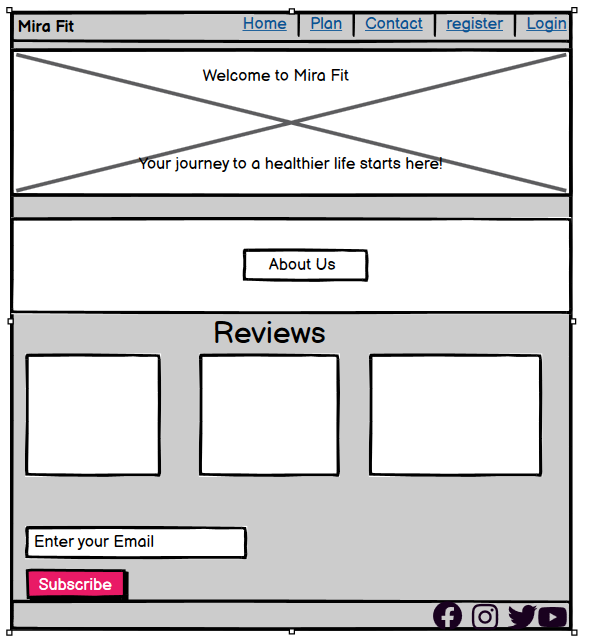 Mira Fit Home Plan Contact register Login
Welcome to Mira Fit
Your journey to a healthier life starts here!
About Us
Reviews
Enter your Email
Subscribe